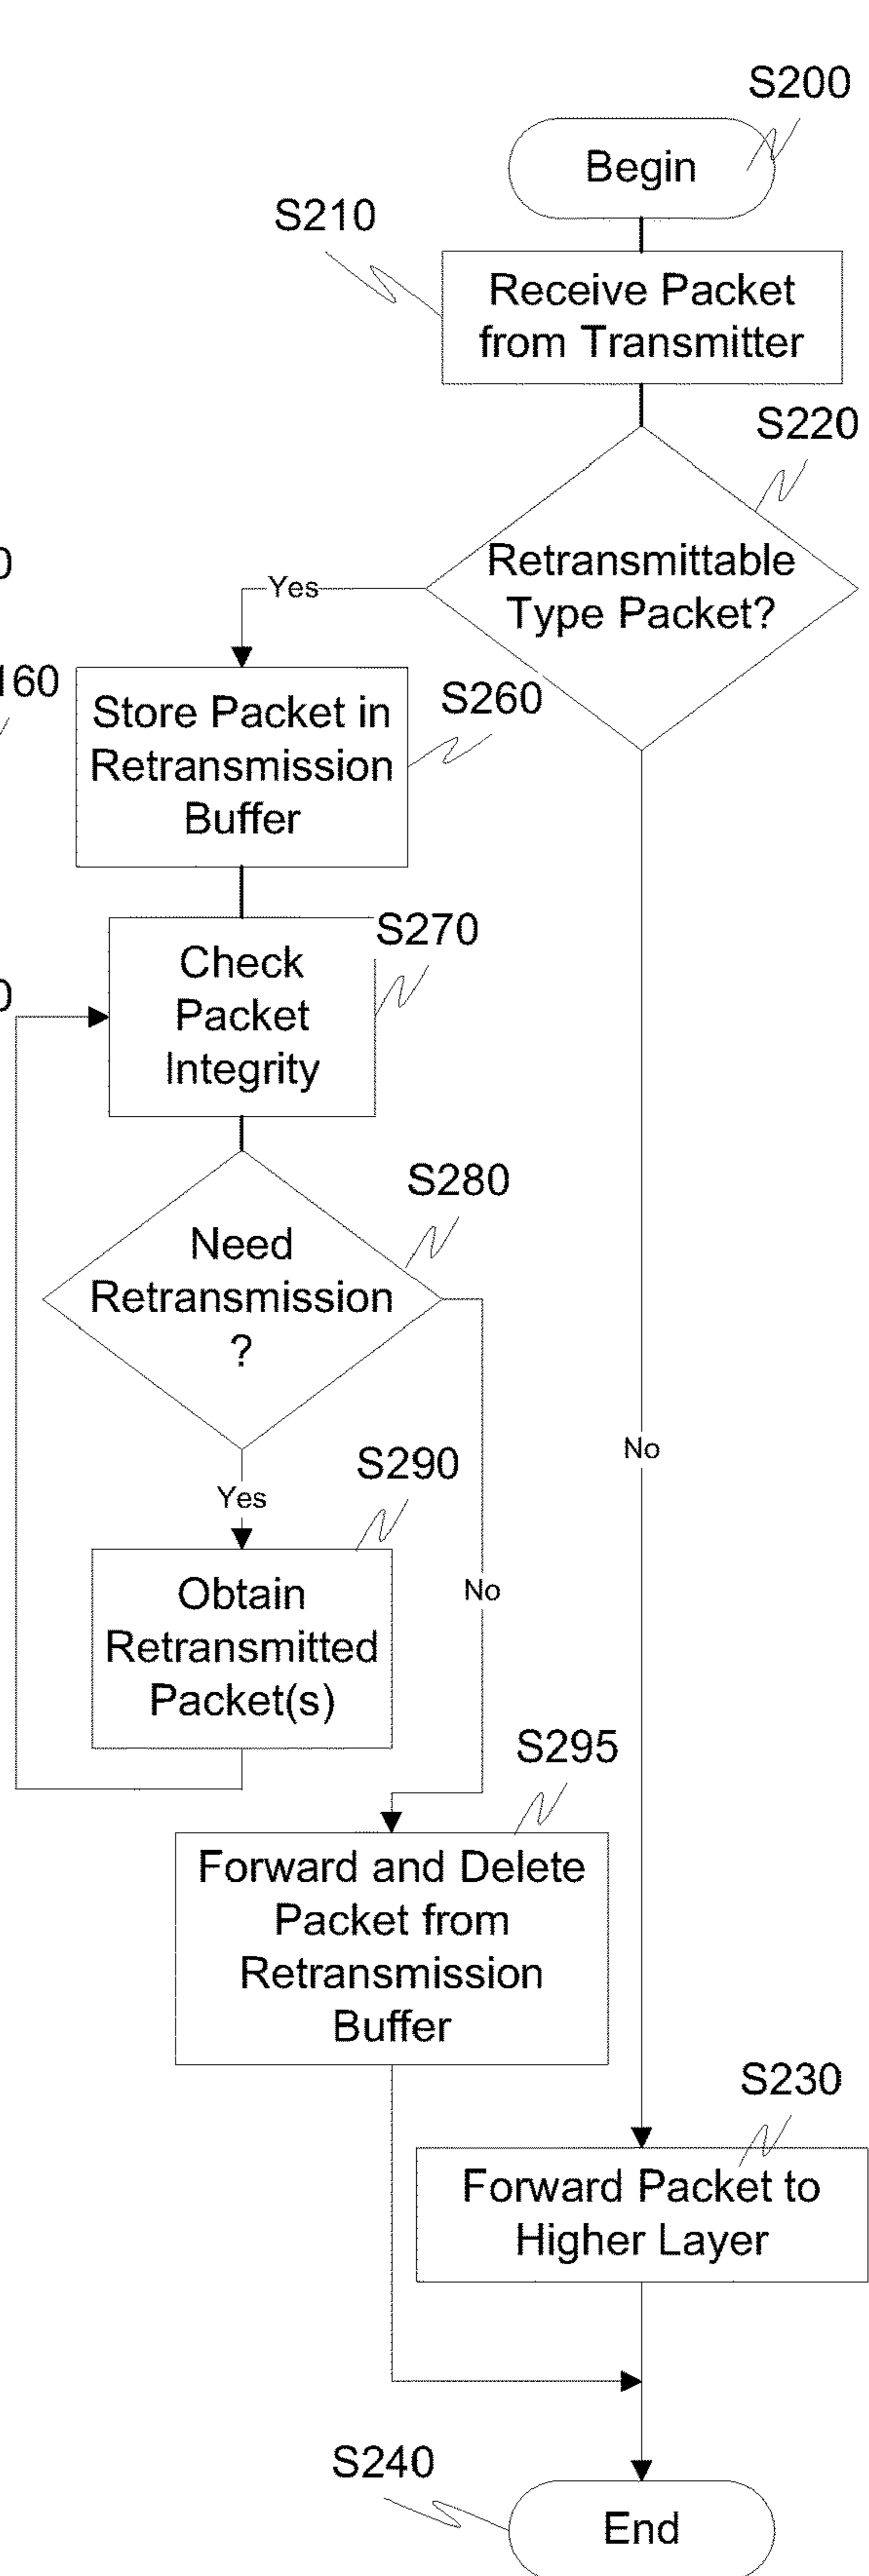 S200
Begin
S210
Receive Packet
from Transmitter
S220
Retransmittable
Type Packet?
Yes
0
160
Store Packet in
Retransmission
Buffer
S260
S270
Check
Packet
Integrity
0
S280
Need
Retransmission
?
No
S290
Yes
Obtain
Retransmitted
Packet(s)
No
S295
Forward and Delete
Packet from
Retransmission
Buffer
S230
Forward Packet to
Higher Layer
S240
End